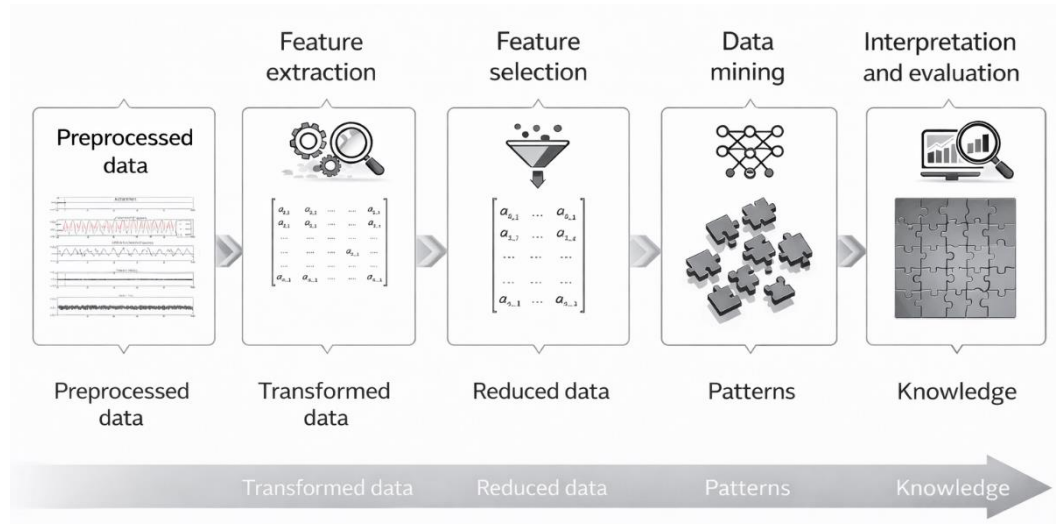 Feature
extraction
Feature
selection
Data
mining
Interpretation
and evaluation
Preprocessed
data
Preprocessed
data
Transformed
data
Reduced data
Patterns
Knowledge
Transformed data
Reduced data
Patterns
Knowledge